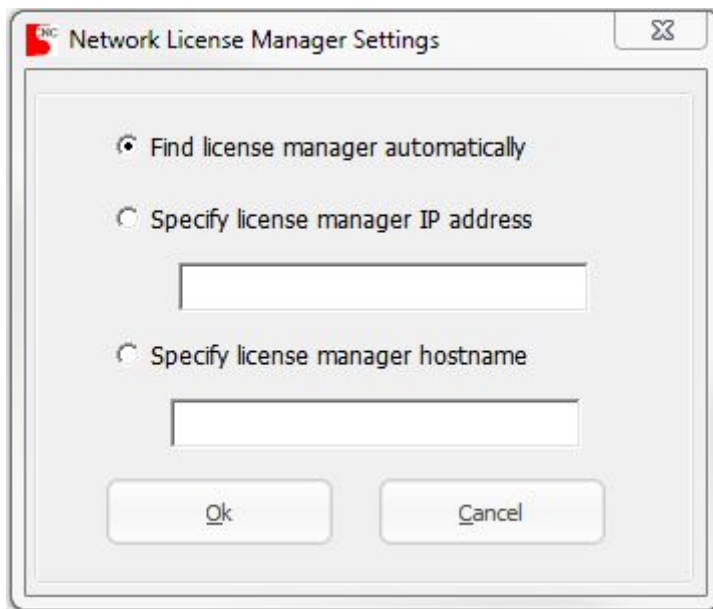 CNC
Network License Manager Settings
Find license manager automatically
Specify license manager IP address
Specify license manager hostname
Ok
Cancel